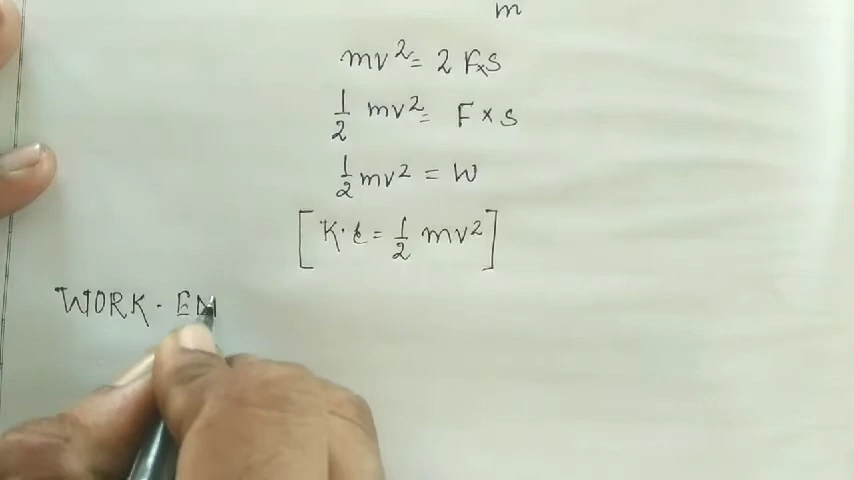 m
mv² = 2 F×S
1/2 mv² = F × S
1/2 mv² = W
[K·E = 1/2 mv²]
WORK - EN